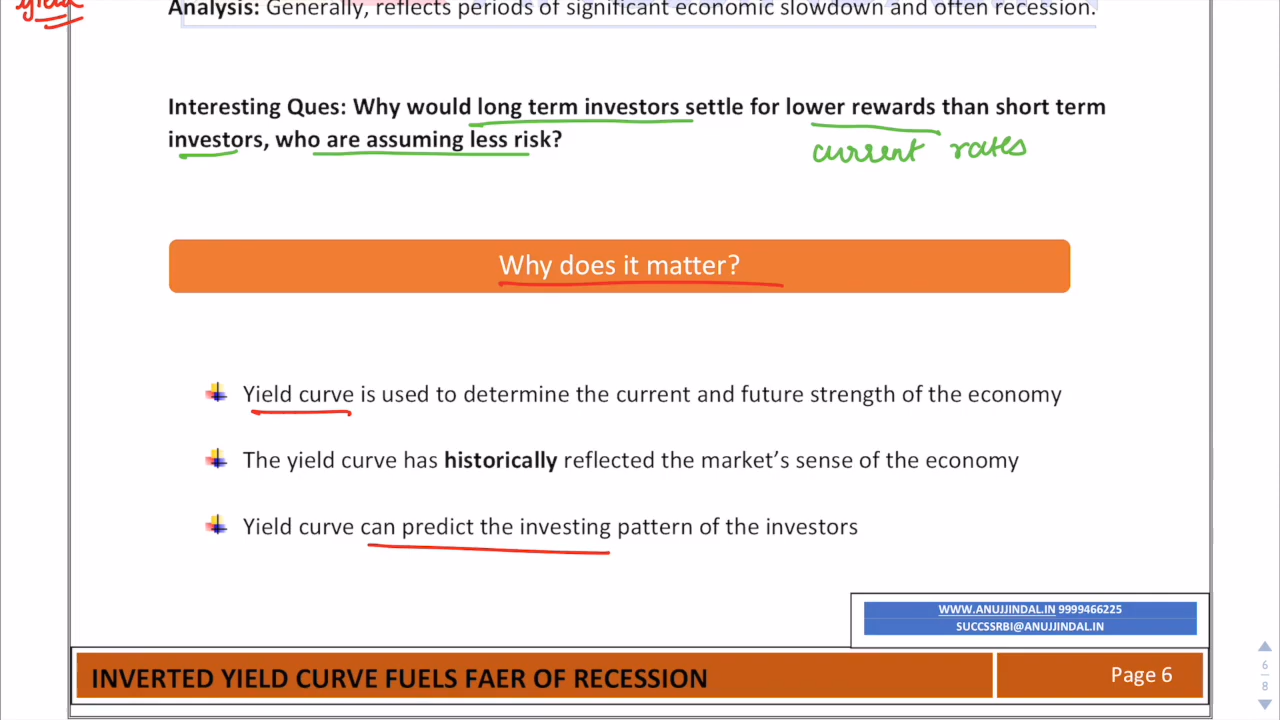 yield
Analysis: Generally, reflects periods of significant economic slowdown and often recession.
Interesting Ques: Why would long term investors settle for lower rewards than short term
investors, who are assuming less risk?
current rates
Why does it matter?
Yield curve is used to determine the current and future strength of the economy
The yield curve has historically reflected the market's sense of the economy
Yield curve can predict the investing pattern of the investors
WWW.ANUJJINDAL.IN 9999466225
SUCCSSRBI@ANUJJINDAL.IN
INVERTED YIELD CURVE FUELS FAER OF RECESSION
Page 6
6
8